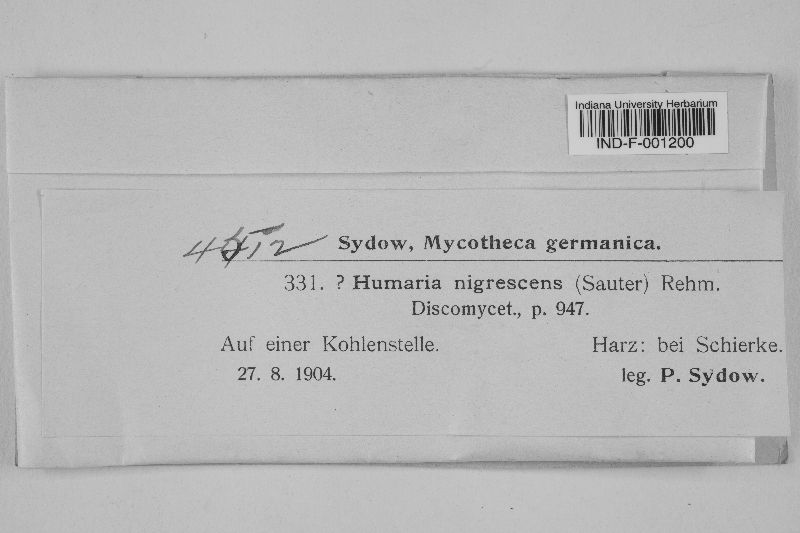 Indiana University Herbarium
IND-F-001200
Sydow, Mycotheca germanica.
331. ? Humaria nigrescens (Sauter) Rehm.
Discomycet., p. 947.
Auf einer Kohlenstelle.
Harz: bei Schierke.
27. 8. 1904.
leg. P. Sydow.